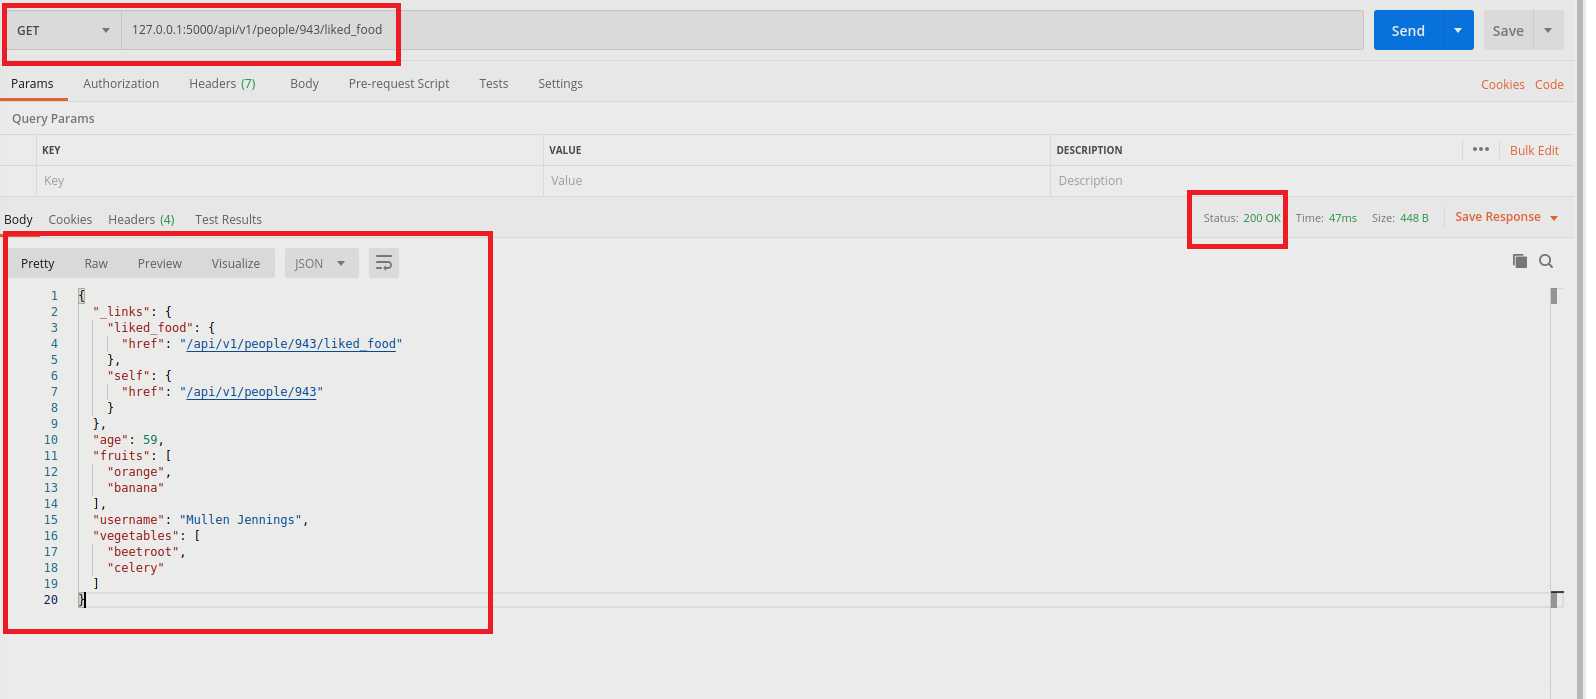 GET 127.0.0.1:5000/api/v1/people/943/liked_food Send Save
Params Authorization Headers (7) Body Pre-request Script Tests Settings Cookies Code
Query Params
KEY VALUE DESCRIPTION ••• Bulk Edit
Key Value Description
Body Cookies Headers (4) Test Results Status: 200 OK Time: 47ms Size: 448 B Save Response
Pretty Raw Preview Visualize JSON
1 {
2 "_links": {
3 "liked_food": {
4 "href": "/api/v1/people/943/liked_food"
5 },
6 "self": {
7 "href": "/api/v1/people/943"
8 }
9 },
10 "age": 59,
11 "fruits": [
12 "orange",
13 "banana"
14 ],
15 "username": "Mullen Jennings",
16 "vegetables": [
17 "beetroot",
18 "celery"
19 ]
20 }